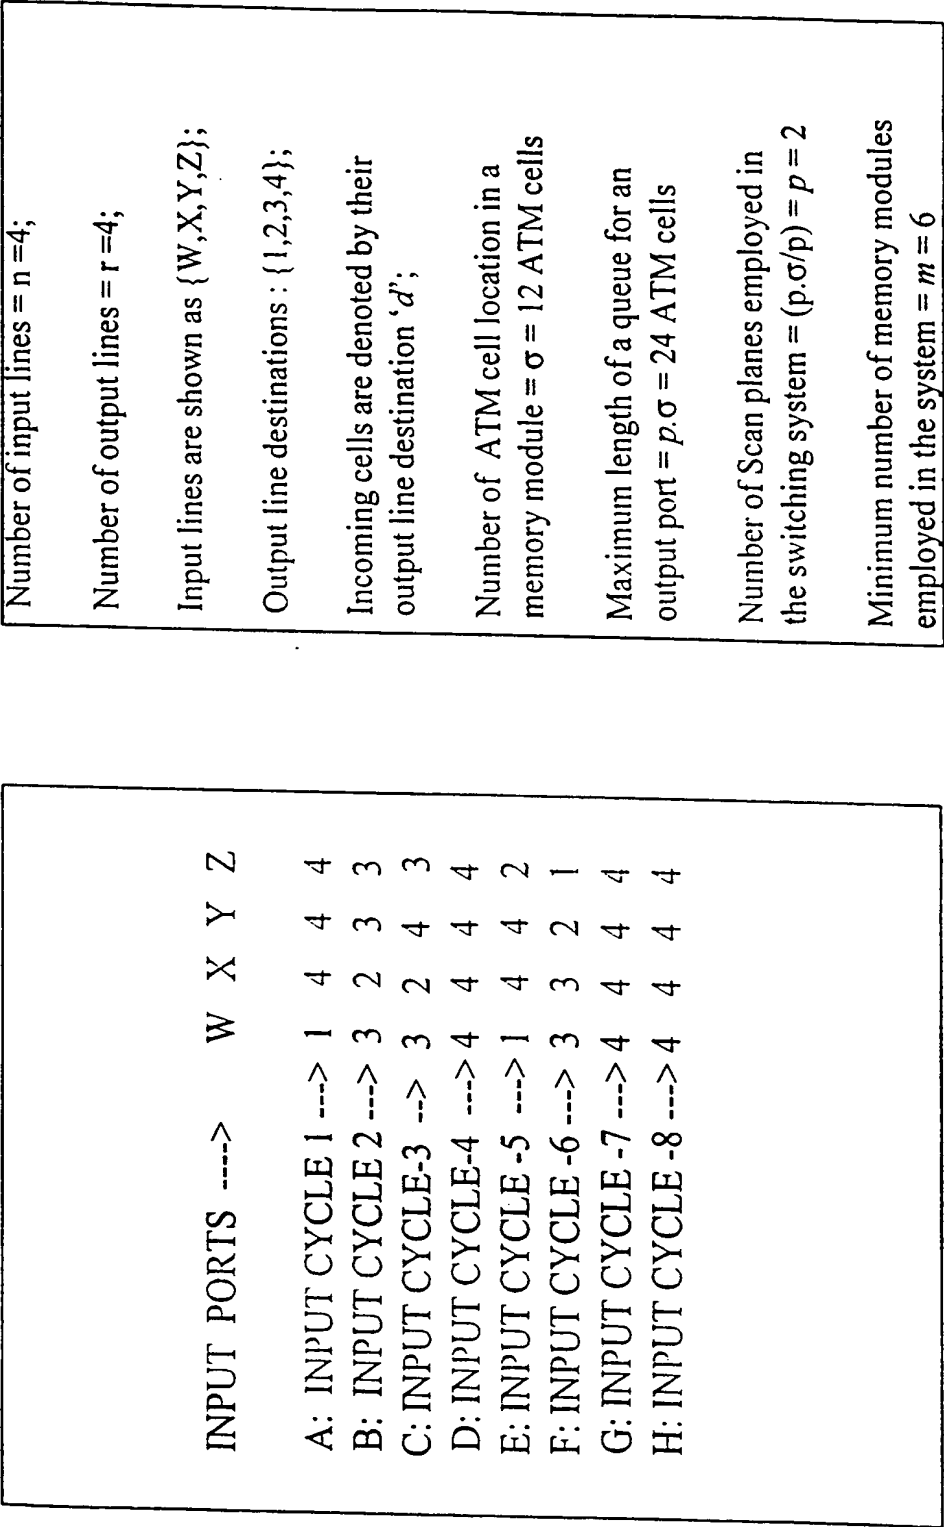 INPUT PORTS ----> W X Y Z
A: INPUT CYCLE 1 ---> 1 4 4 4
B: INPUT CYCLE 2 ---> 3 2 3 3
C: INPUT CYCLE-3 --> 3 2 4 3
D: INPUT CYCLE-4 ---> 4 4 4 4
E: INPUT CYCLE -5 ---> 1 4 4 2
F: INPUT CYCLE -6 ---> 3 3 2 1
G: INPUT CYCLE -7 ---> 4 4 4 4
H: INPUT CYCLE -8 ----> 4 4 4 4
Number of input lines = n =4;
Number of output lines = r =4;
Input lines are shown as {W,X,Y,Z};
Output line destinations : {1,2,3,4};
Incoming cells are denoted by their
output line destination ‘d’;
Number of ATM cell location in a
memory module = σ = 12 ATM cells
Maximum length of a queue for an
output port = p.σ = 24 ATM cells
Number of Scan planes employed in
the switching system = (p.σ/p) = p = 2
Minimum number of memory modules
employed in the system = m = 6